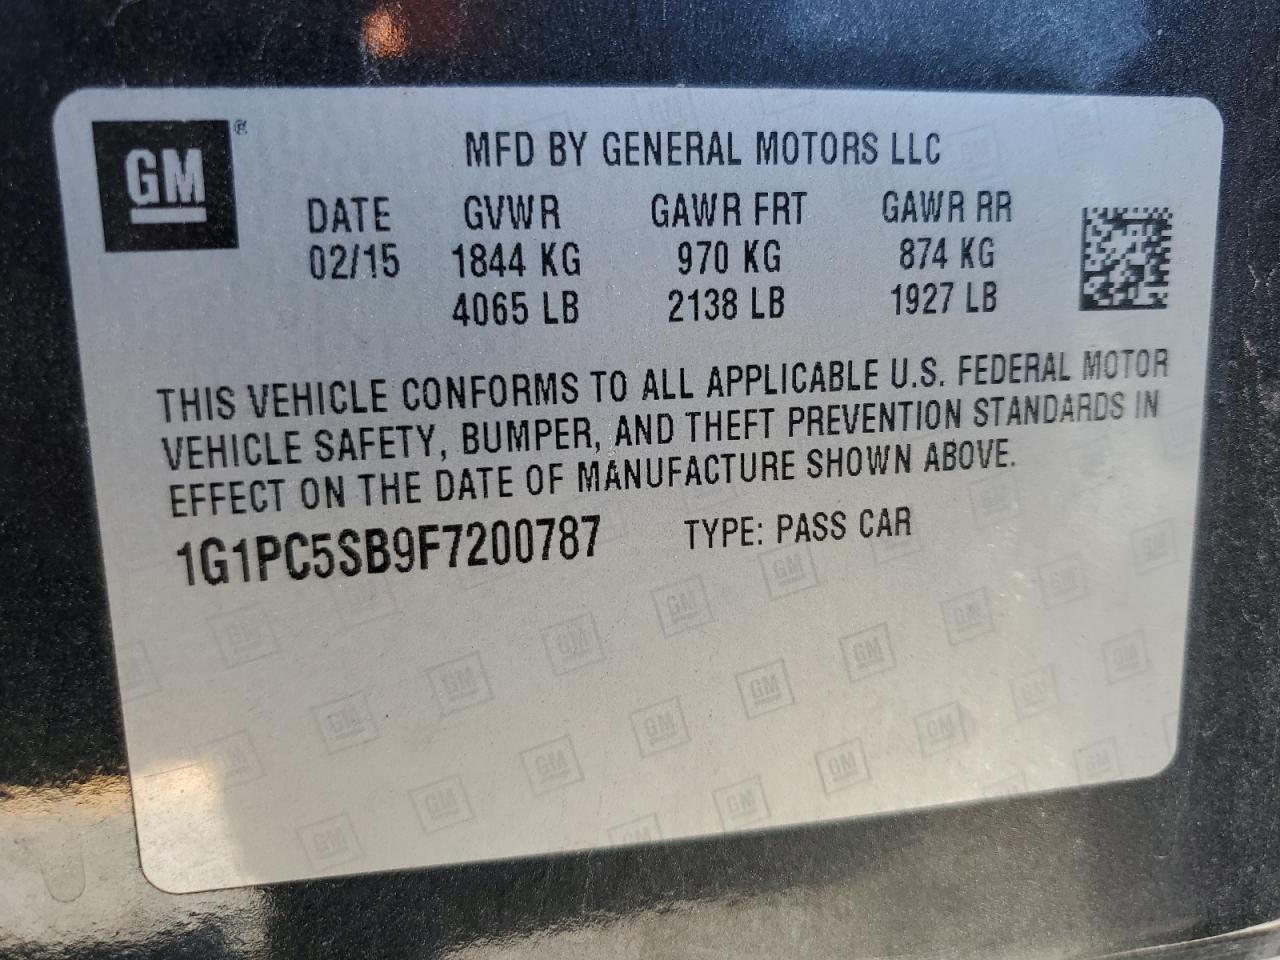 GM®
MFD BY GENERAL MOTORS LLC
DATE GVWR GAWR FRT GAWR RR
02/15 1844 KG 970 KG 874 KG
4065 LB 2138 LB 1927 LB
THIS VEHICLE CONFORMS TO ALL APPLICABLE U.S. FEDERAL MOTOR
VEHICLE SAFETY, BUMPER, AND THEFT PREVENTION STANDARDS IN
EFFECT ON THE DATE OF MANUFACTURE SHOWN ABOVE.
1G1PC5SB9F7200787 TYPE: PASS CAR